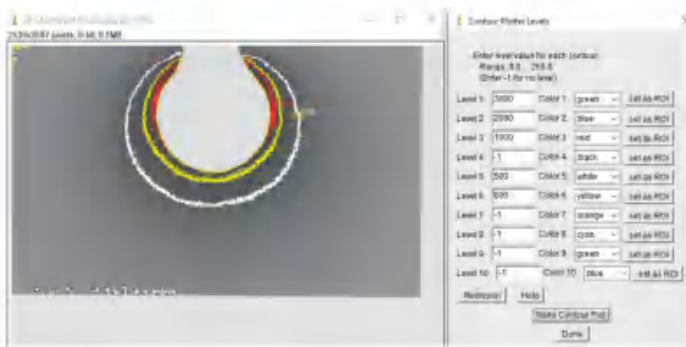 pixels, 8-bit,
Contour Plotter Levels
Enter level value for each contour
Range: 0.0 255.0
(Enter -1 for no level)
Level 1: 3000 Color 1: green set as ROI
Level 2: 2000 Color 2: blue set as ROI
Level 3: 1000 Color 3: red set as ROI
Level 4: -1 Color 4: black set as ROI
Level 5: 500 Color 5: white set as ROI
Level 6: 800 Color 6: yellow set as ROI
Level 7: -1 Color 7: orange set as ROI
Level 8: -1 Color 8: cyan set as ROI
Level 9: -1 Color 9: green set as ROI
Level 10: -1 Color 10: blue set as ROI
Redisplay Help
Make Contour Plot
Done